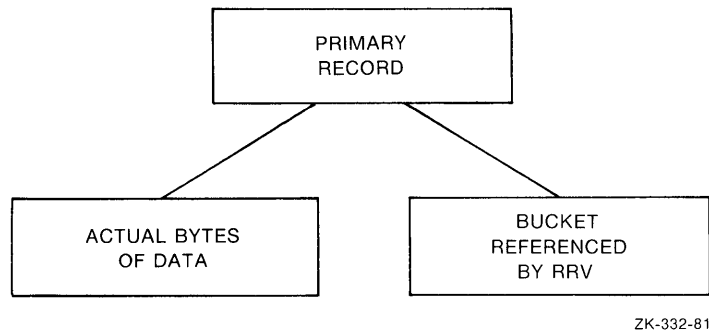 PRIMARY
RECORD
ACTUAL BYTES
OF DATA
BUCKET
REFERENCED
BY RRV
ZK-332-81